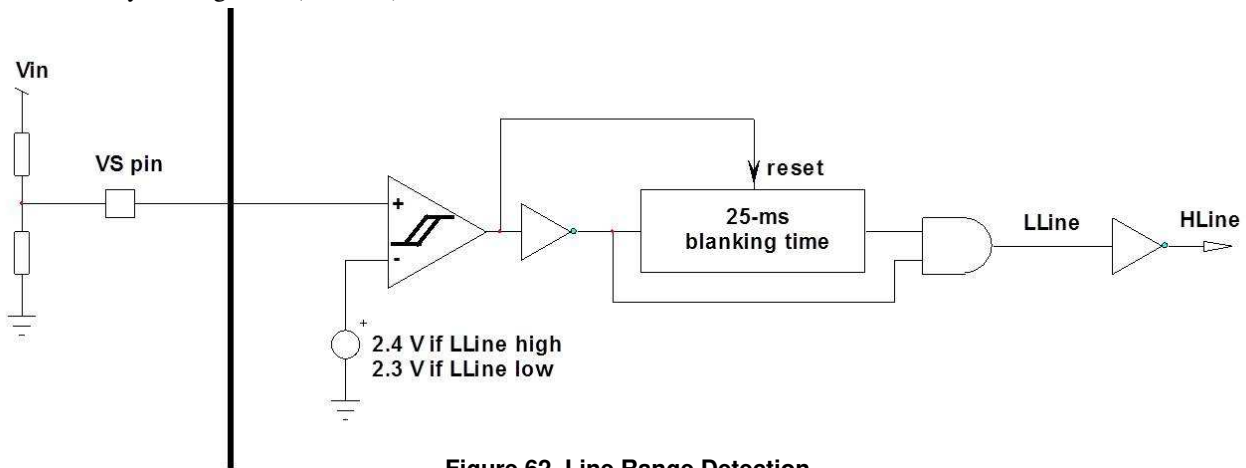 Vin
VS pin
+
-
+
2.4 V if LLine high
2.3 V if LLine low
reset
25-ms
blanking time
LLine
HLine
Figure 62. Line Range Detection